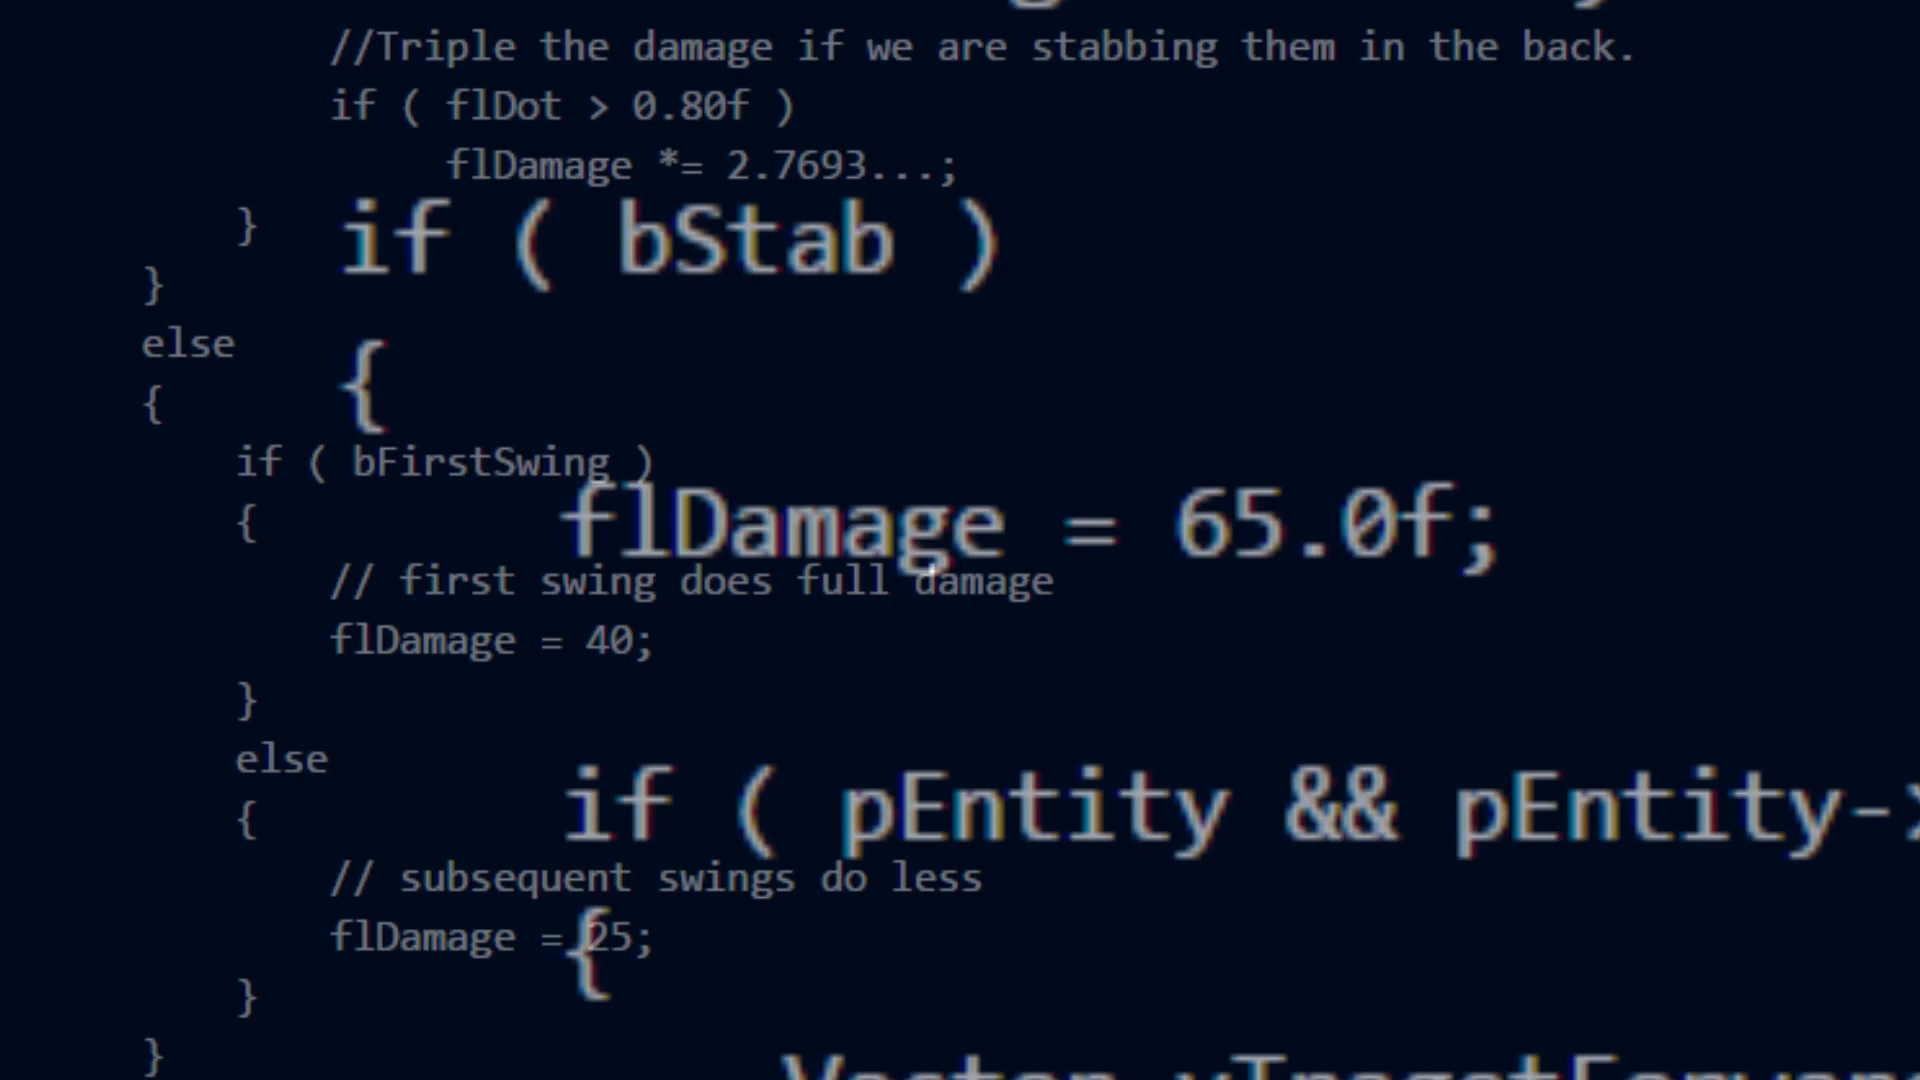 //Triple the damage if we are stabbing them in the back.
if ( flDot > 0.80f )
flDamage *= 2.7693...;
}
if ( bStab )
}
else
{
{
if ( bFirstSwing )
{
flDamage = 65.0f;
// first swing does full damage
flDamage = 40;
}
else
if ( pEntity && pEntity-
{
// subsequent swings do less
flDamage = 25;
{
}
}